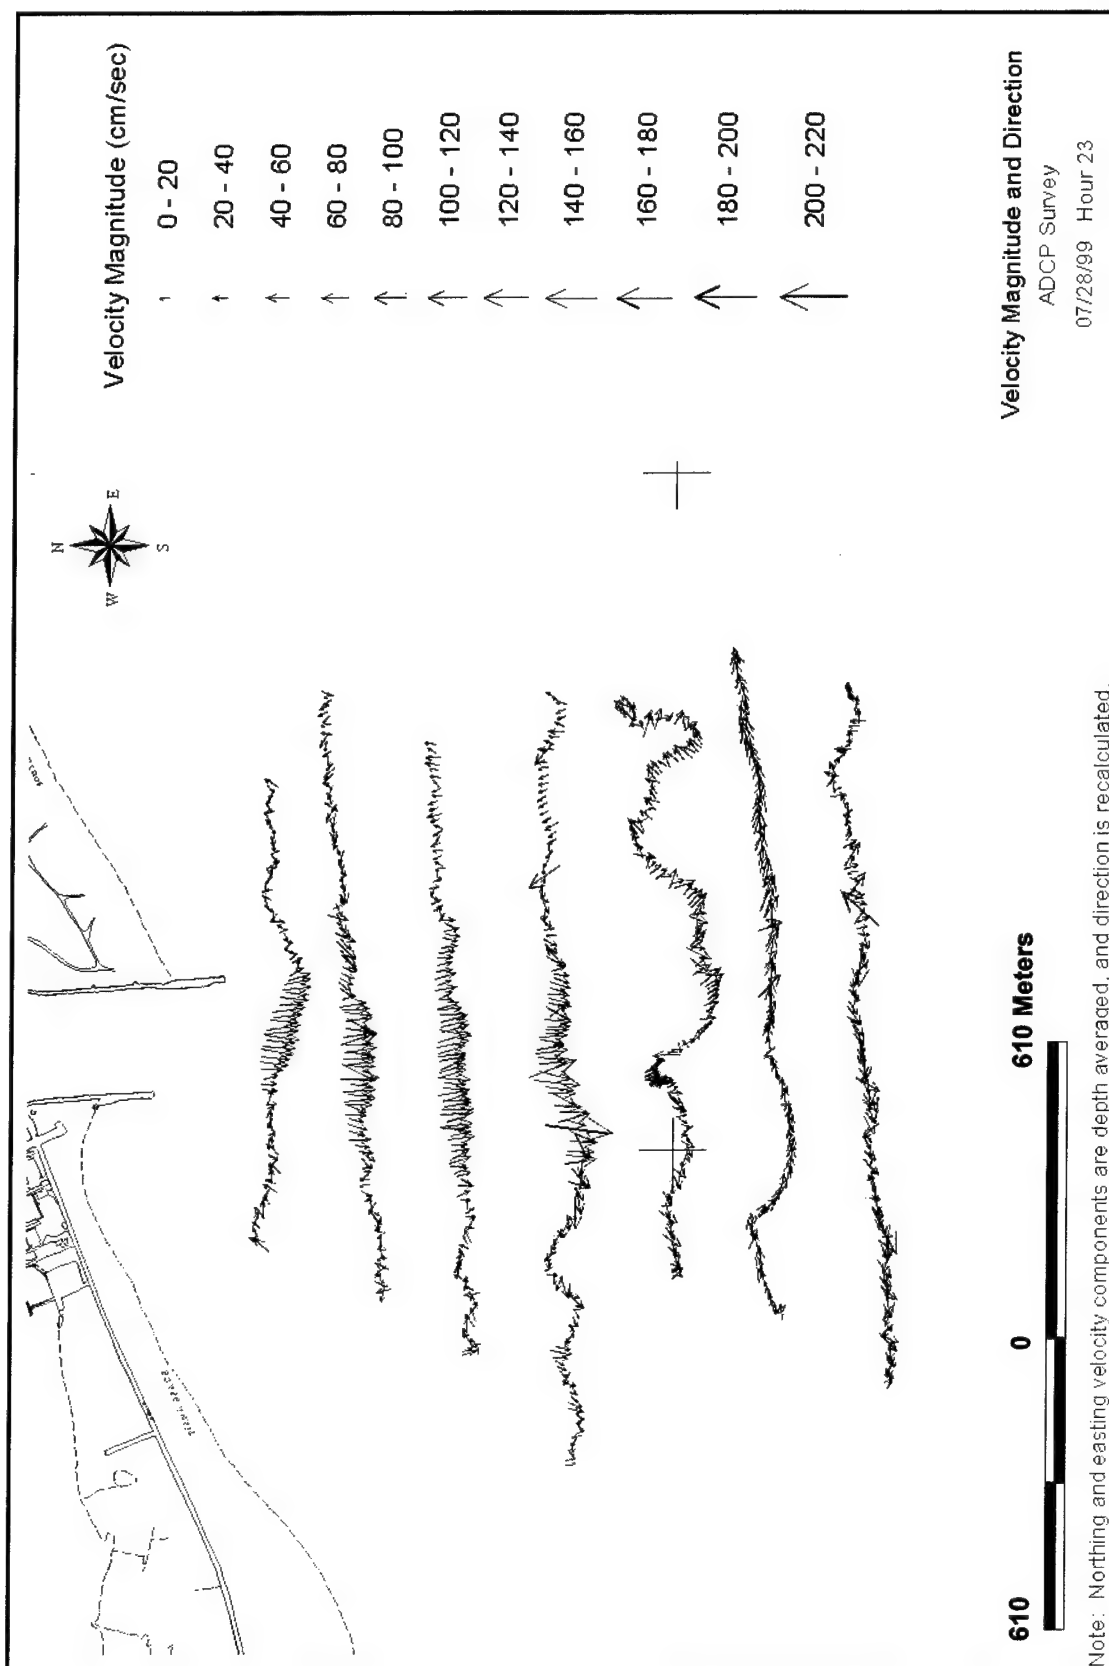 Velocity Magnitude (cm/sec)
0 - 20
20 - 40
40 - 60
60 - 80
80 - 100
100 - 120
120 - 140
140 - 160
160 - 180
180 - 200
200 - 220
N
W
E
S
Velocity Magnitude and Direction
ADCP Survey
07/28/99 Hour 23
610
0
610 Meters
Note: Northing and easting velocity components are depth averaged, and direction is recalculated.